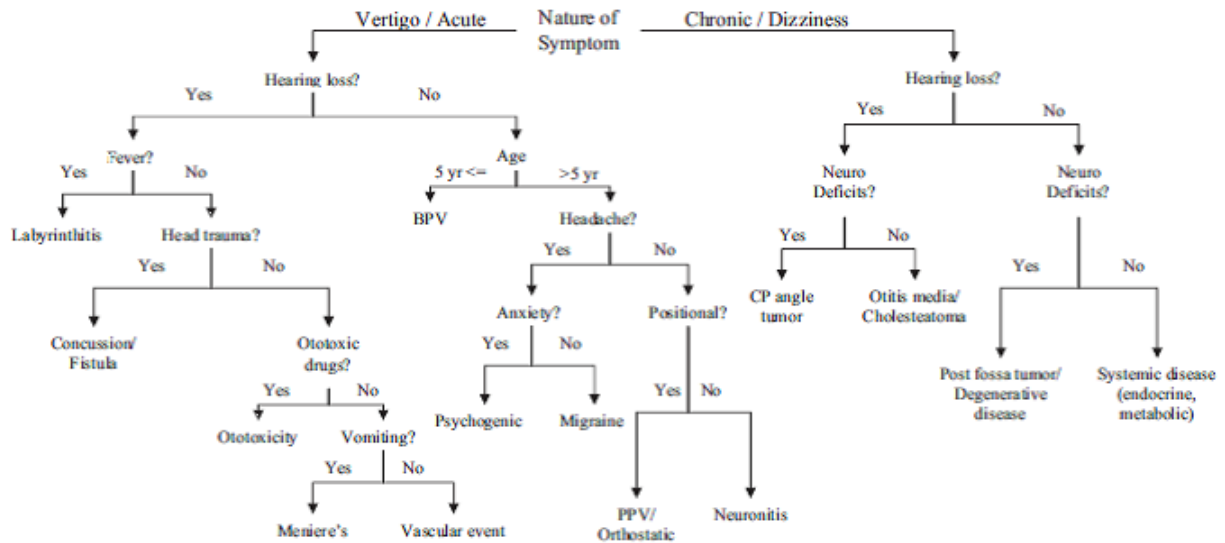 Vertigo / Acute
Nature of
Symptom
Chronic / Dizziness
Hearing loss?
Hearing loss?
Yes
No
Yes
No
Fever?
Age
Neuro
Deficits?
Neuro
Deficits?
Yes
No
5 yr <=
>5 yr
Labyrinthitis
Head trauma?
BPV
Headache?
Yes
No
Yes
No
Yes
No
Yes
No
CP angle
tumor
Otitis media/
Cholesteatoma
Concussion/
Fistula
Ototoxic
drugs?
Anxiety?
Positional?
Yes
No
Yes
No
Yes
No
Post fossa tumor/
Degenerative
disease
Systemic disease
(endocrine,
metabolic)
Ototoxicity
Vomiting?
Psychogenic
Migraine
Yes
No
Meniere's
Vascular event
PPV/
Orthostatic
Neuronitis